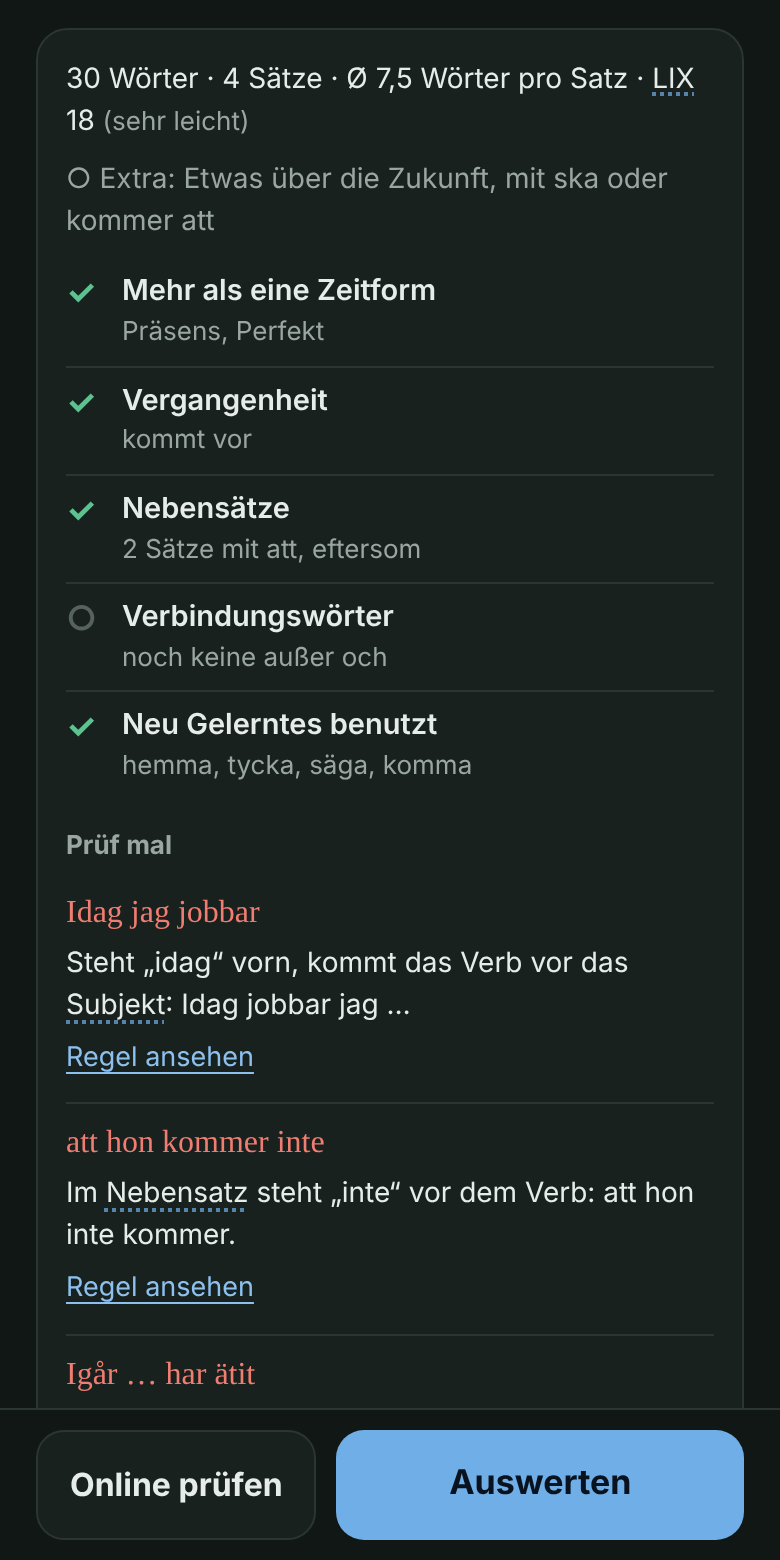 30 Wörter · 4 Sätze · Ø 7,5 Wörter pro Satz · LIX
18 (sehr leicht)
○ Extra: Etwas über die Zukunft, mit ska oder
kommer att
Mehr als eine Zeitform
Präsens, Perfekt
Vergangenheit
kommt vor
Nebensätze
2 Sätze mit att, eftersom
Verbindungswörter
noch keine außer och
Neu Gelerntes benutzt
hemma, tycka, säga, komma
Prüf mal
Idag jag jobbar
Steht „idag“ vorn, kommt das Verb vor das
Subjekt: Idag jobbar jag …
Regel ansehen
att hon kommer inte
Im Nebensatz steht „inte“ vor dem Verb: att hon
inte kommer.
Regel ansehen
Igår … har ätit
Online prüfen
Auswerten